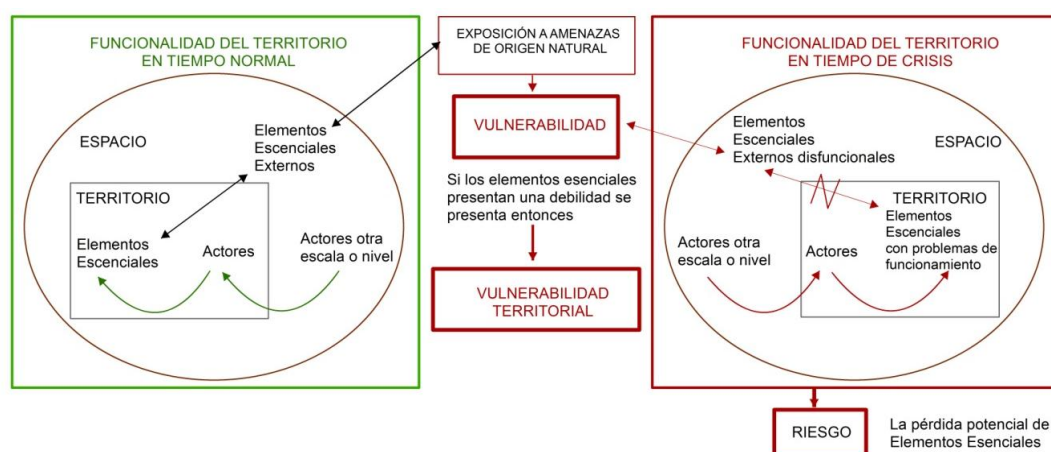 FUNCIONALIDAD DEL TERRITORIO
EN TIEMPO NORMAL
ESPACIO
Elementos
Escenciales
Externos
TERRITORIO
Elementos
Escenciales
Actores
Actores otra
escala o nivel
EXPOSICIÓN A AMENAZAS
DE ORIGEN NATURAL
VULNERABILIDAD
Si los elementos esenciales
presentan una debilidad se
presenta entonces
VULNERABILIDAD
TERRITORIAL
FUNCIONALIDAD DEL TERRITORIO
EN TIEMPO DE CRISIS
Elementos
Escenciales
Externos disfuncionales
ESPACIO
TERRITORIO
Elementos
Escenciales
con problemas de
funcionamiento
Actores otra
escala o nivel
Actores
RIESGO
La pérdida potencial de
Elementos Esenciales